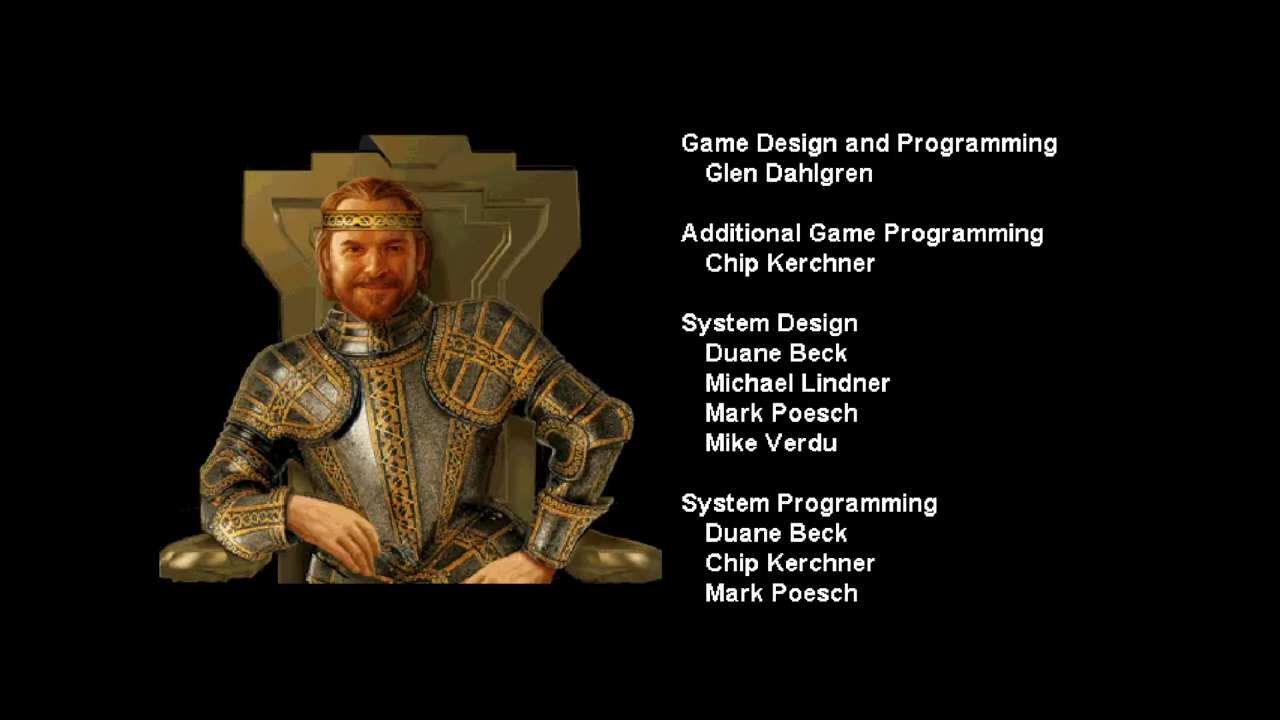 Game Design and Programming
Glen Dahlgren
Additional Game Programming
Chip Kerchner
System Design
Duane Beck
Michael Lindner
Mark Poesch
Mike Verdu
System Programming
Duane Beck
Chip Kerchner
Mark Poesch